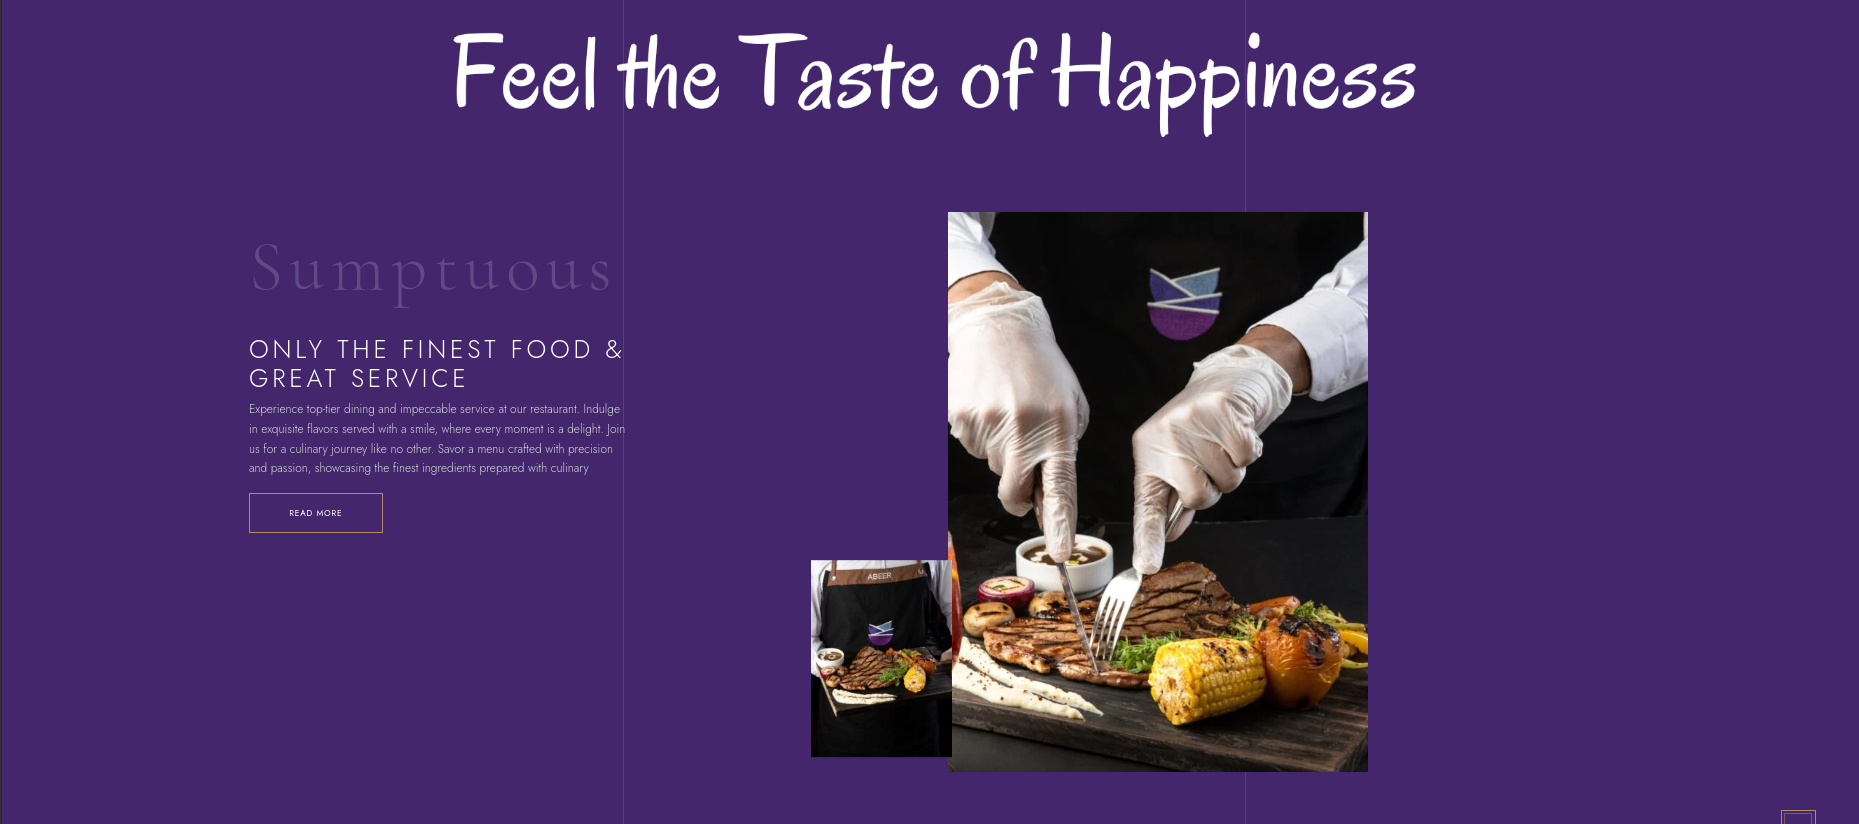 Feel the Taste of Happiness
Sumptuous
ONLY THE FINEST FOOD &
GREAT SERVICE
Experience top-tier dining and impeccable service at our restaurant. Indulge
in exquisite flavors served with a smile, where every moment is a delight. Join
us for a culinary journey like no other. Savor a menu crafted with precision
and passion, showcasing the finest ingredients prepared with culinary
READ MORE
ABEER